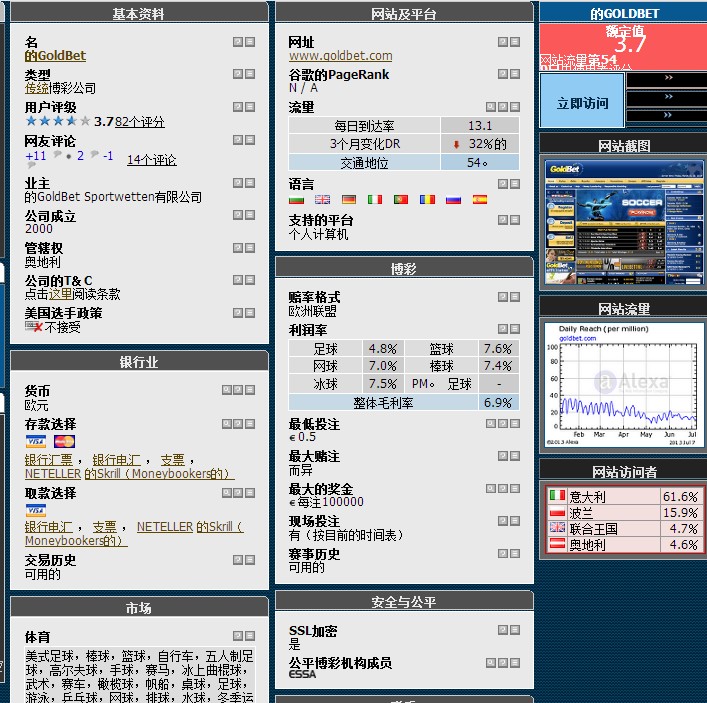 基本资料
名
的GoldBet
类型
传统博彩公司
用户评级
3.7 82个评分
网友评论
+11 2 -1 14个评论
业主
的GoldBet Sportwetten有限公司
公司成立
2000
管辖权
奥地利
公司的T& C
点击这里阅读条款
美国选手政策
不接受
银行业
货币
欧元
存款选择
VISA MasterCard
银行汇票 ， 银行电汇 ， 支票 ，
NETELLER 的Skrill（Moneybookers的）
取款选择
VISA
银行电汇 ， 支票 ， NETELLER 的Skrill（
Moneybookers的）
交易历史
可用的
市场
体育
美式足球，棒球，篮球，自行车，五人制足
球，高尔夫球，手球，赛马，冰上曲棍球，
武术，赛车，橄榄球，帆船，桌球，足球，
游泳，乒乓球，网球，排球，水球，冬季运
网站及平台
网址
www.goldbet.com
谷歌的PageRank
N / A
流量
每日到达率 13.1
3个月变化DR 32%的
交通地位 54。
语言
支持的平台
个人计算机
博彩
赔率格式
欧洲联盟
利润率
足球 4.8% 篮球 7.6%
网球 7.0% 棒球 7.4%
冰球 7.5% PM。 足球 -
整体毛利率 6.9%
最低投注
€ 0.5
最大赌注
而异
最大的奖金
€ 每注100000
现场投注
有（按目前的时间表）
赛事历史
可用的
安全与公平
SSL加密
是
公平博彩机构成员
ESSA
的GOLDBET
额定值
3.7
网站流量第54
立即访问
>>
>>
>>
网站截图
GoldBet
SOCCER
网站流量
Daily Reach (per million)
goldbet.com
100
80
60
40
20
0
Alexa
Feb Mar Apr May Jun Jul
©2013 Alexa 2013 Jul 7
网站访问者
意大利 61.6%
波兰 15.9%
联合王国 4.7%
奥地利 4.6%